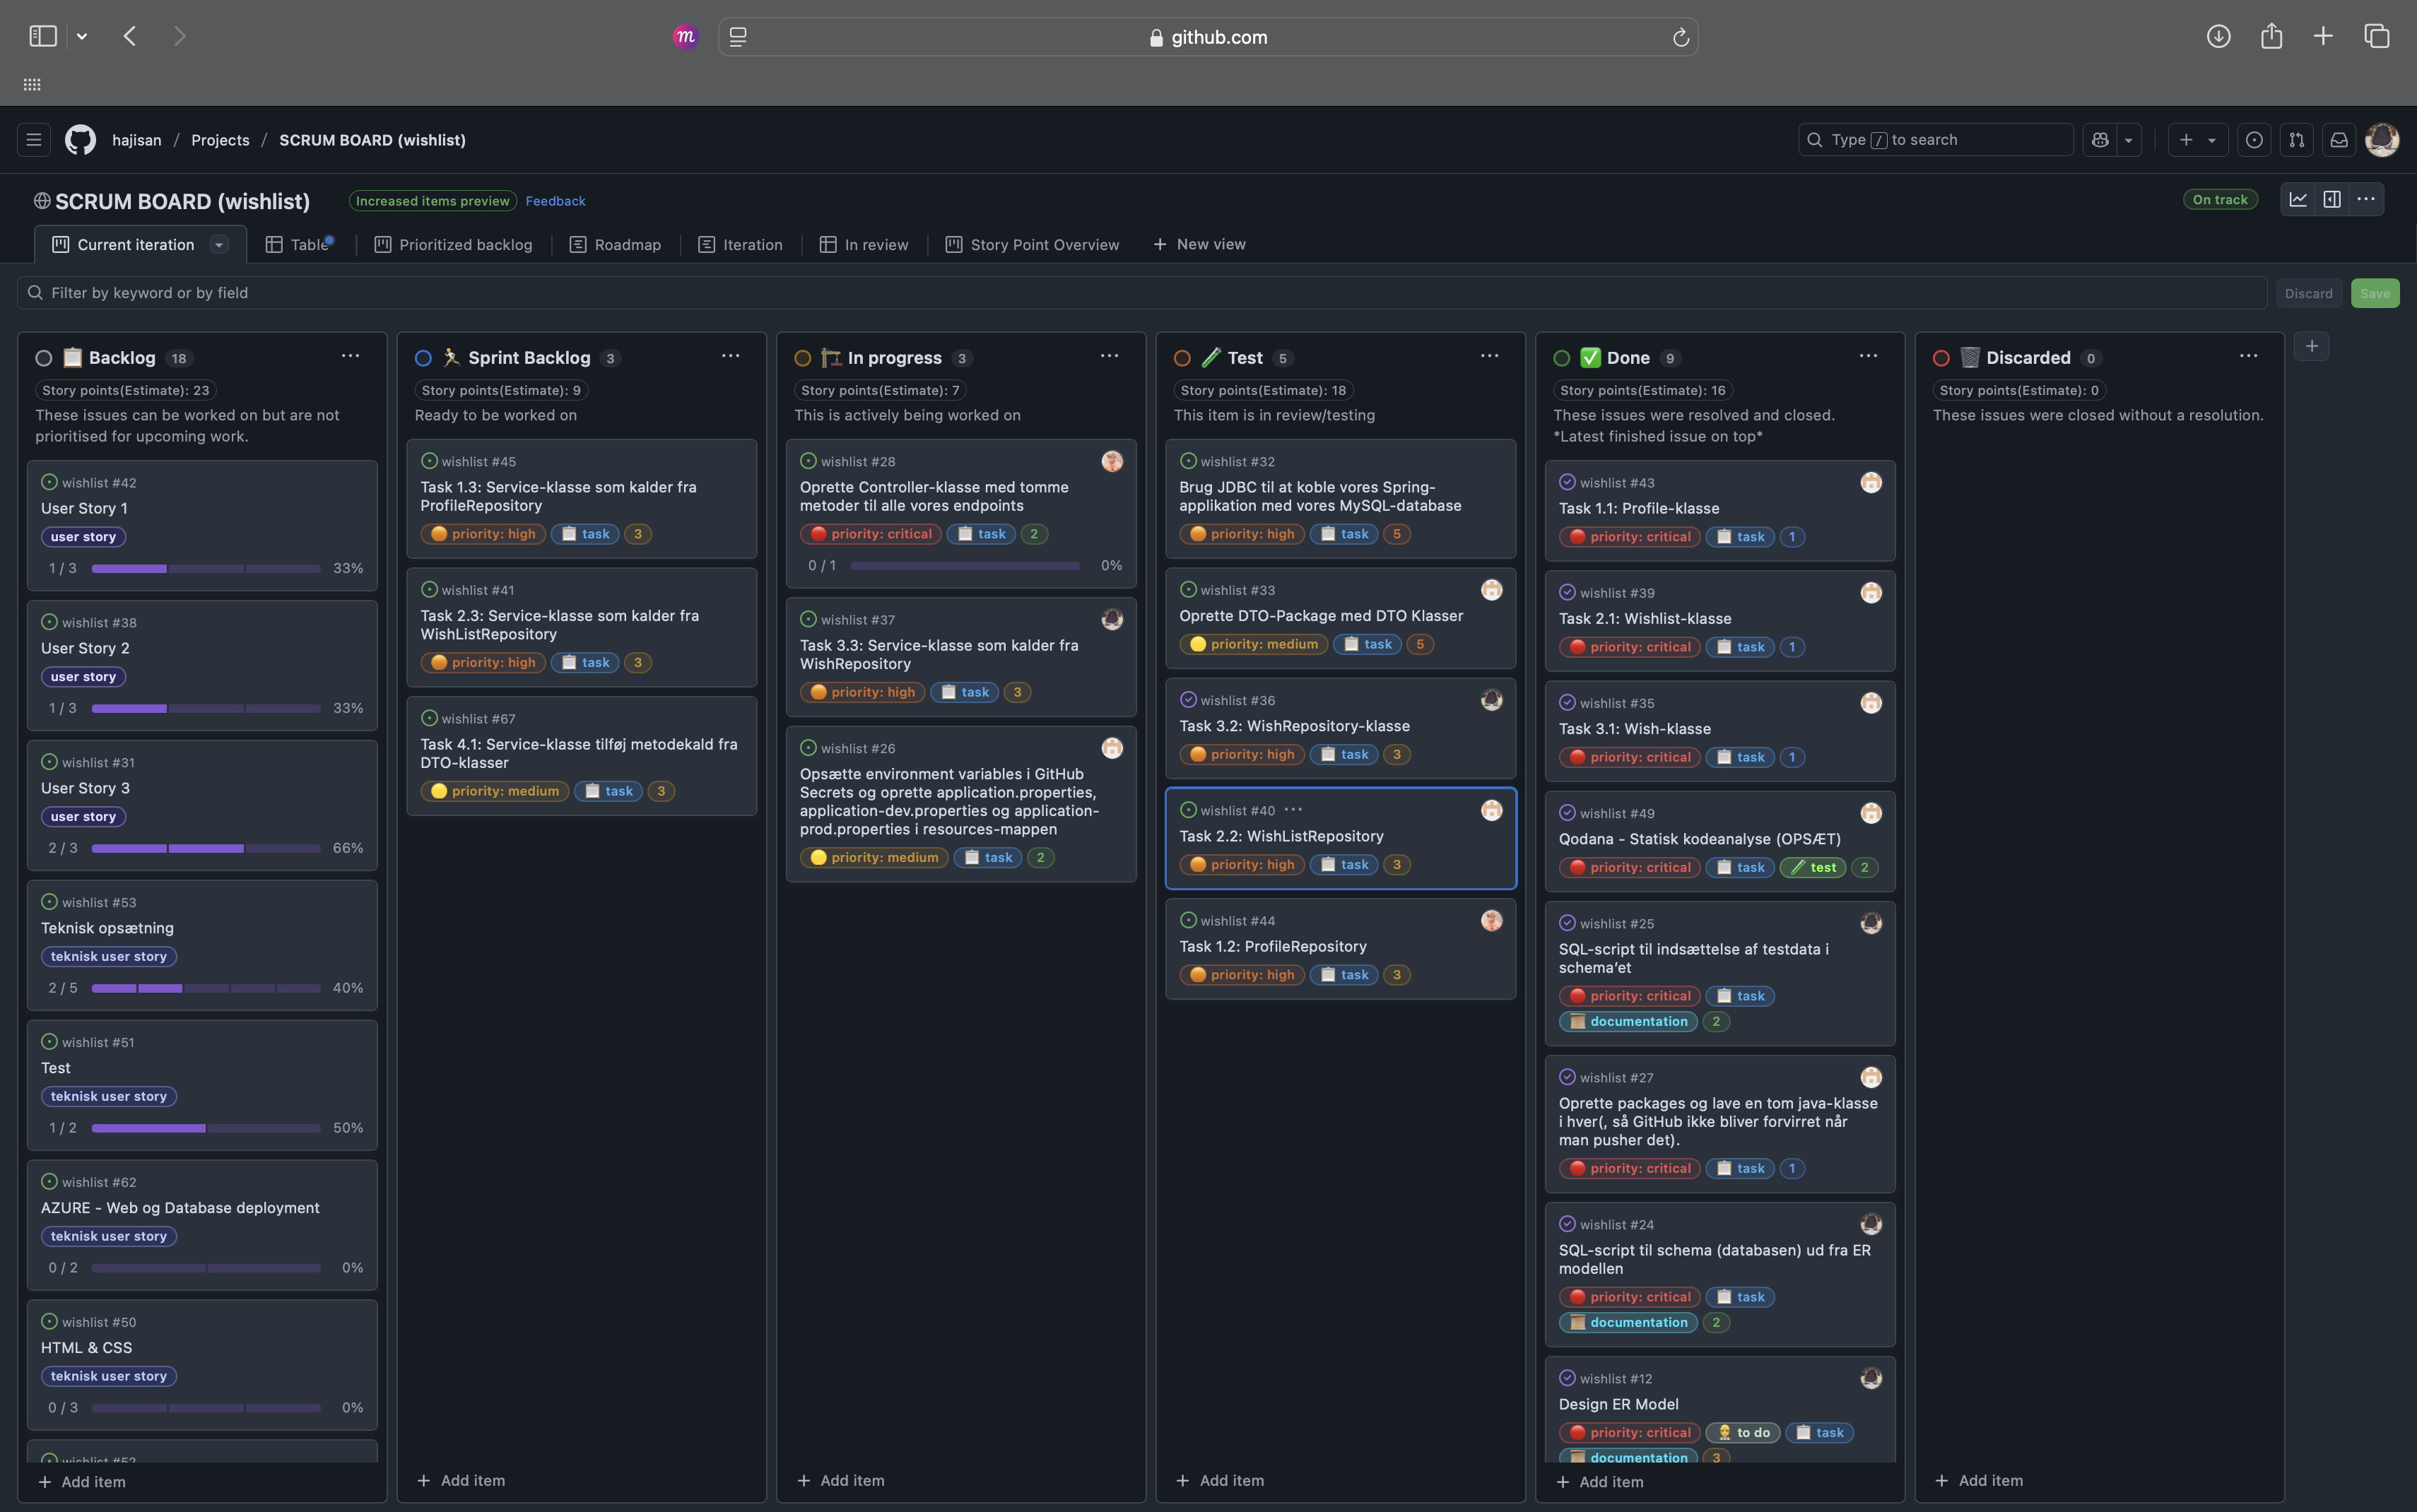 m
github.com
hajisan / Projects / SCRUM BOARD (wishlist)
Type / to search
SCRUM BOARD (wishlist)
Increased items preview
Feedback
On track
Current iteration
Table
Prioritized backlog
Roadmap
Iteration
In review
Story Point Overview
+ New view
Filter by keyword or by field
Discard
Save
Backlog 18
Story points(Estimate): 23
These issues can be worked on but are not
prioritised for upcoming work.
wishlist #42
User Story 1
user story
1 / 3 33%
wishlist #38
User Story 2
user story
1 / 3 33%
wishlist #31
User Story 3
user story
2 / 3 66%
wishlist #53
Teknisk opsætning
teknisk user story
2 / 5 40%
wishlist #51
Test
teknisk user story
1 / 2 50%
wishlist #62
AZURE - Web og Database deployment
teknisk user story
0 / 2 0%
wishlist #50
HTML & CSS
teknisk user story
0 / 3 0%
wishlist #52
+ Add item
Sprint Backlog 3
Story points(Estimate): 9
Ready to be worked on
wishlist #45
Task 1.3: Service-klasse som kalder fra
ProfileRepository
priority: high task 3
wishlist #41
Task 2.3: Service-klasse som kalder fra
WishListRepository
priority: high task 3
wishlist #67
Task 4.1: Service-klasse tilføj metodekald fra
DTO-klasser
priority: medium task 3
+ Add item
In progress 3
Story points(Estimate): 7
This is actively being worked on
wishlist #28
Oprette Controller-klasse med tomme
metoder til alle vores endpoints
priority: critical task 2
0 / 1 0%
wishlist #37
Task 3.3: Service-klasse som kalder fra
WishRepository
priority: high task 3
wishlist #26
Opsætte environment variables i GitHub
Secrets og oprette application.properties,
application-dev.properties og application-
prod.properties i resources-mappen
priority: medium task 2
+ Add item
Test 5
Story points(Estimate): 18
This item is in review/testing
wishlist #32
Brug JDBC til at koble vores Spring-
applikation med vores MySQL-database
priority: high task 5
wishlist #33
Oprette DTO-Package med DTO Klasser
priority: medium task 5
wishlist #36
Task 3.2: WishRepository-klasse
priority: high task 3
wishlist #40
Task 2.2: WishListRepository
priority: high task 3
wishlist #44
Task 1.2: ProfileRepository
priority: high task 3
+ Add item
Done 9
Story points(Estimate): 16
These issues were resolved and closed.
*Latest finished issue on top*
wishlist #43
Task 1.1: Profile-klasse
priority: critical task 1
wishlist #39
Task 2.1: Wishlist-klasse
priority: critical task 1
wishlist #35
Task 3.1: Wish-klasse
priority: critical task 1
wishlist #49
Qodana - Statisk kodeanalyse (OPSÆT)
priority: critical task test 2
wishlist #25
SQL-script til indsættelse af testdata i
schema'et
priority: critical task
documentation 2
wishlist #27
Oprette packages og lave en tom java-klasse
i hver(, så GitHub ikke bliver forvirret når
man pusher det).
priority: critical task 1
wishlist #24
SQL-script til schema (databasen) ud fra ER
modellen
priority: critical task
documentation 2
wishlist #12
Design ER Model
priority: critical to do task
documentation 3
+ Add item
Discarded 0
Story points(Estimate): 0
These issues were closed without a resolution.
+ Add item